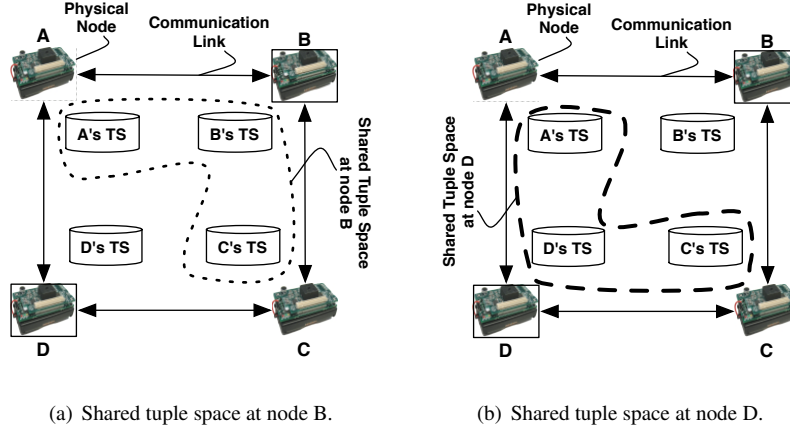 A
Physical
Node
Communication
Link
B
A's TS
B's TS
Shared Tuple Space
at node B
D's TS
C's TS
D
C
(a) Shared tuple space at node B.
A
Physical
Node
Communication
Link
B
A's TS
B's TS
Shared Tuple Space
at node D
D's TS
C's TS
D
C
(b) Shared tuple space at node D.